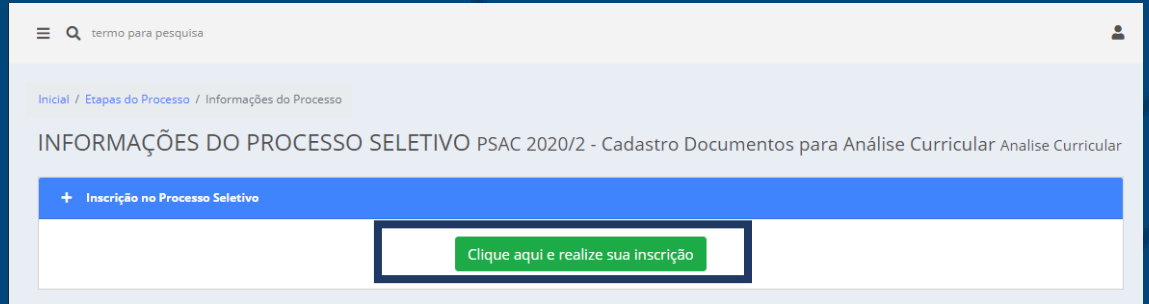 termo para pesquisa
Inicial / Etapas do Processo / Informações do Processo
INFORMAÇÕES DO PROCESSO SELETIVO PSAC 2020/2 - Cadastro Documentos para Análise Curricular Analise Curricular
+ Inscrição no Processo Seletivo
Clique aqui e realize sua inscrição